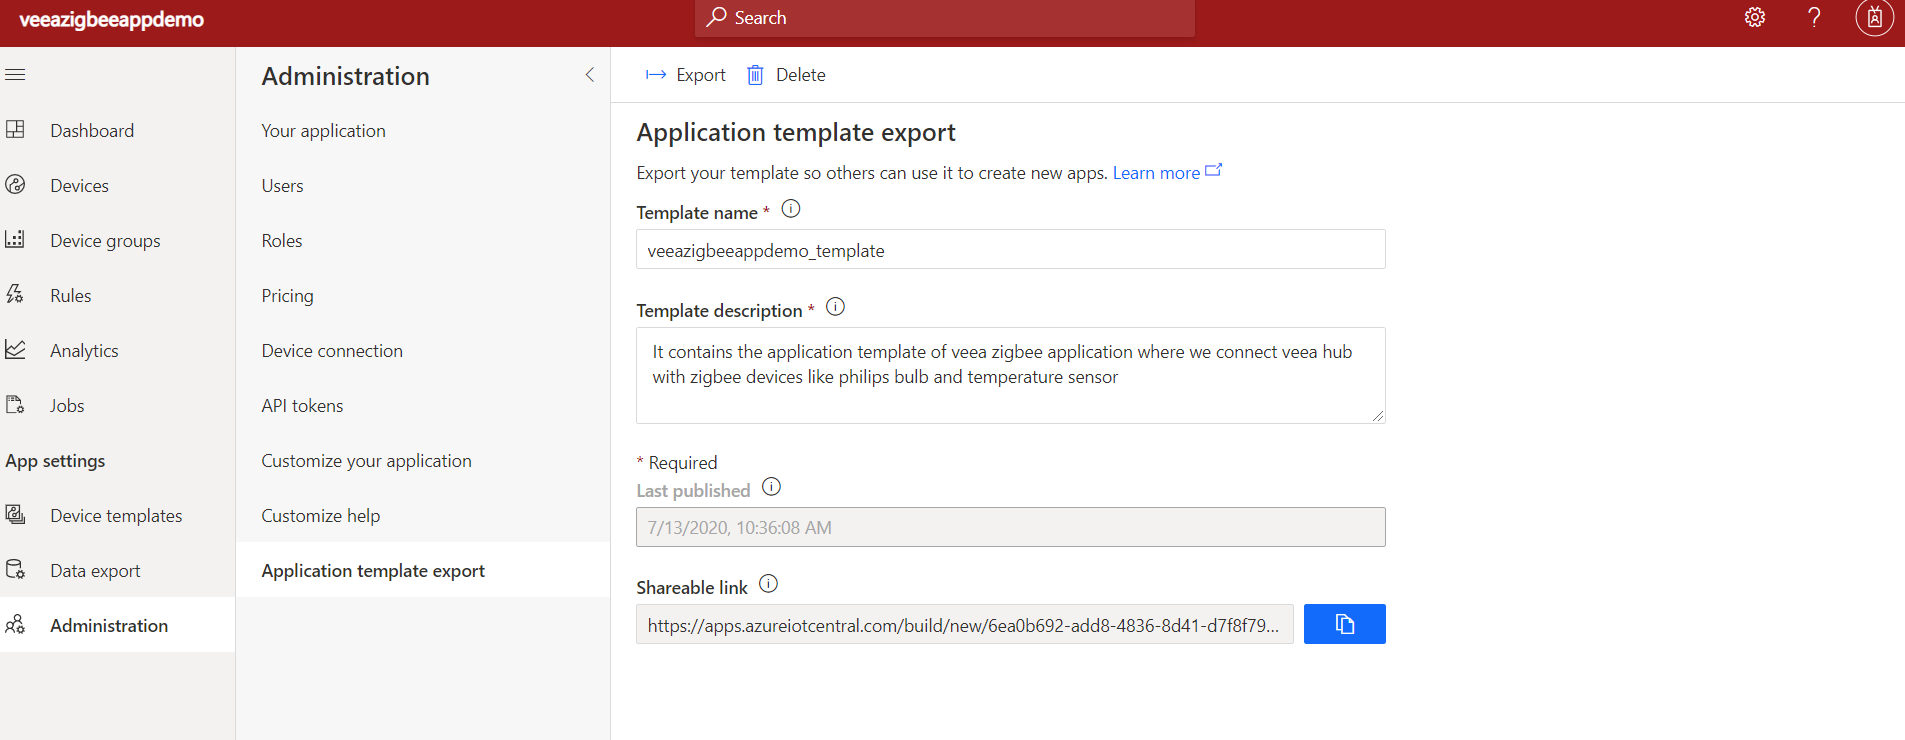 veeazigbeeappdemo
Search
?
Dashboard
Devices
Device groups
Rules
Analytics
Jobs
App settings
Device templates
Data export
Administration
Administration
Your application
Users
Roles
Pricing
Device connection
API tokens
Customize your application
Customize help
Application template export
Export
Delete
Application template export
Export your template so others can use it to create new apps. Learn more
Template name *
veeazigbeeappdemo_template
Template description *
It contains the application template of veea zigbee application where we connect veea hub
with zigbee devices like philips bulb and temperature sensor
* Required
Last published
7/13/2020, 10:36:08 AM
Shareable link
https://apps.azureiotcentral.com/build/new/6ea0b692-add8-4836-8d41-d7f8f79...